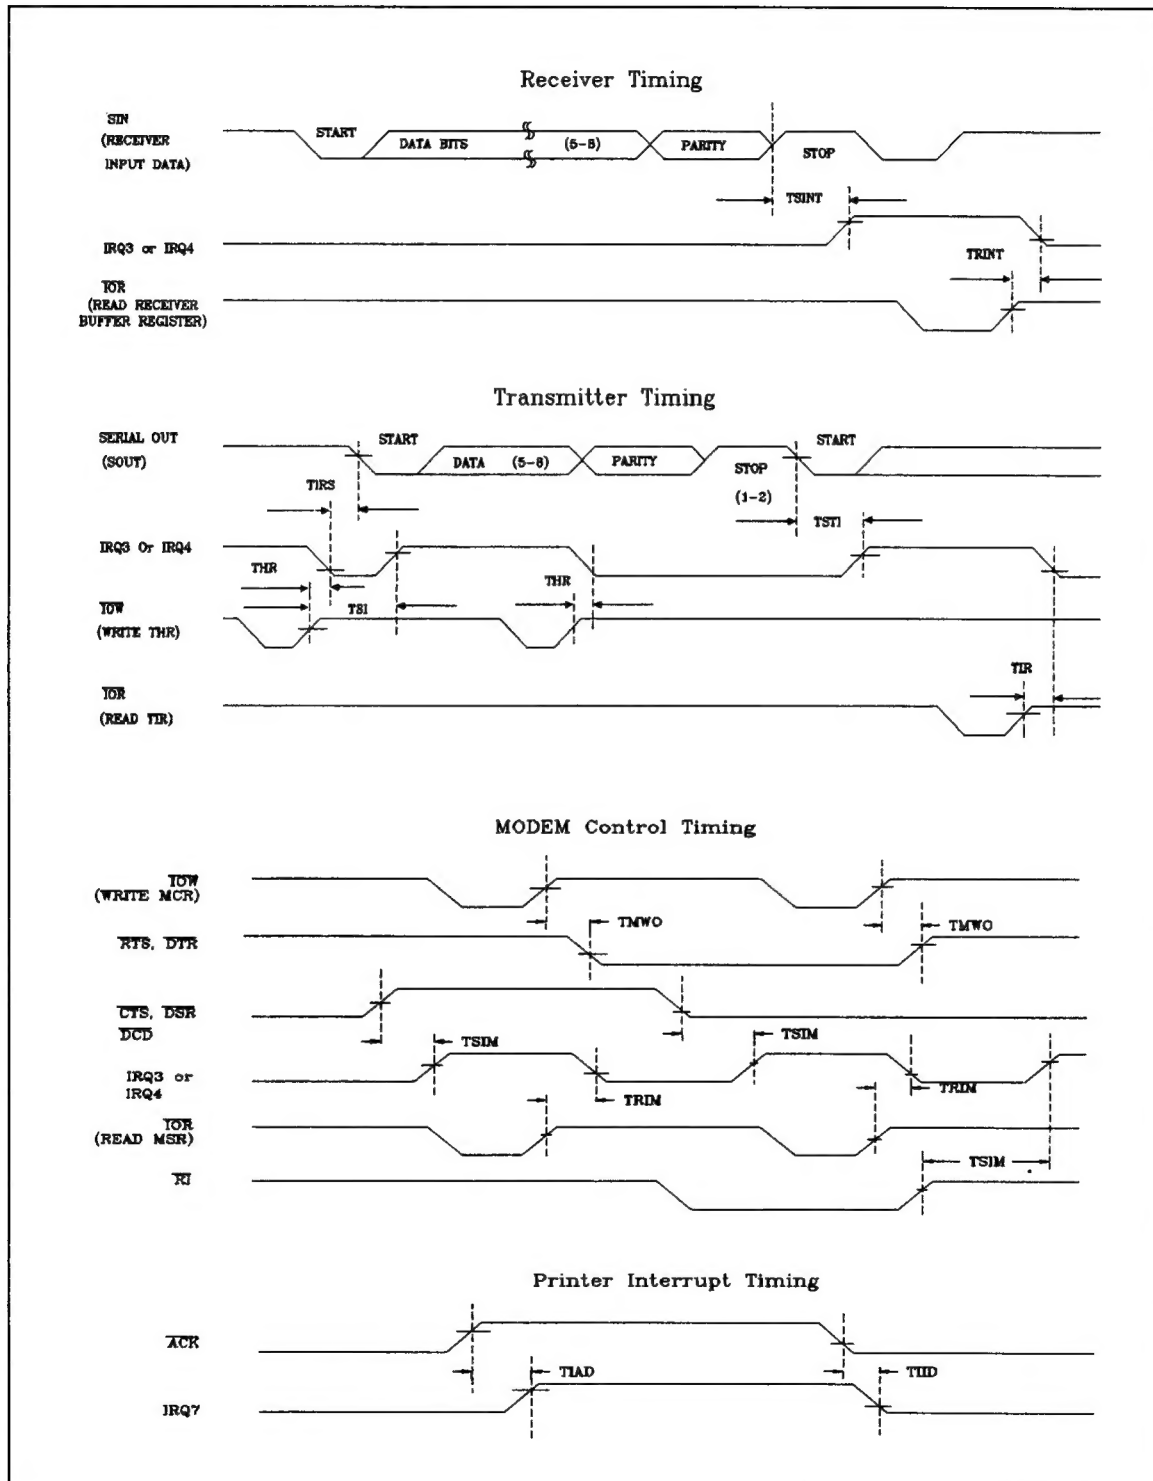 Receiver Timing
SIN
(RECEIVER
INPUT DATA)
START
DATA BITS (5-8)
PARITY
STOP
TSINT
IRQ3 or IRQ4
TRINT
IOR
(READ RECEIVER
BUFFER REGISTER)
Transmitter Timing
SERIAL OUT
(SOUT)
START
DATA (5-8)
PARITY
STOP
(1-2)
START
TIRS
TSTI
IRQ3 Or IRQ4
THR
THR
IOW
(WRITE THR)
TSI
TIR
IOR
(READ TIR)
MODEM Control Timing
IOW
(WRITE MCR)
TMWO
TMWO
RTS, DTR
CTS, DSR
DCD
TSIM
TSIM
IRQ3 or
IRQ4
TRIM
TRIM
IOR
(READ MSR)
TSIM
RI
Printer Interrupt Timing
ACK
TIAD
TIID
IRQ7